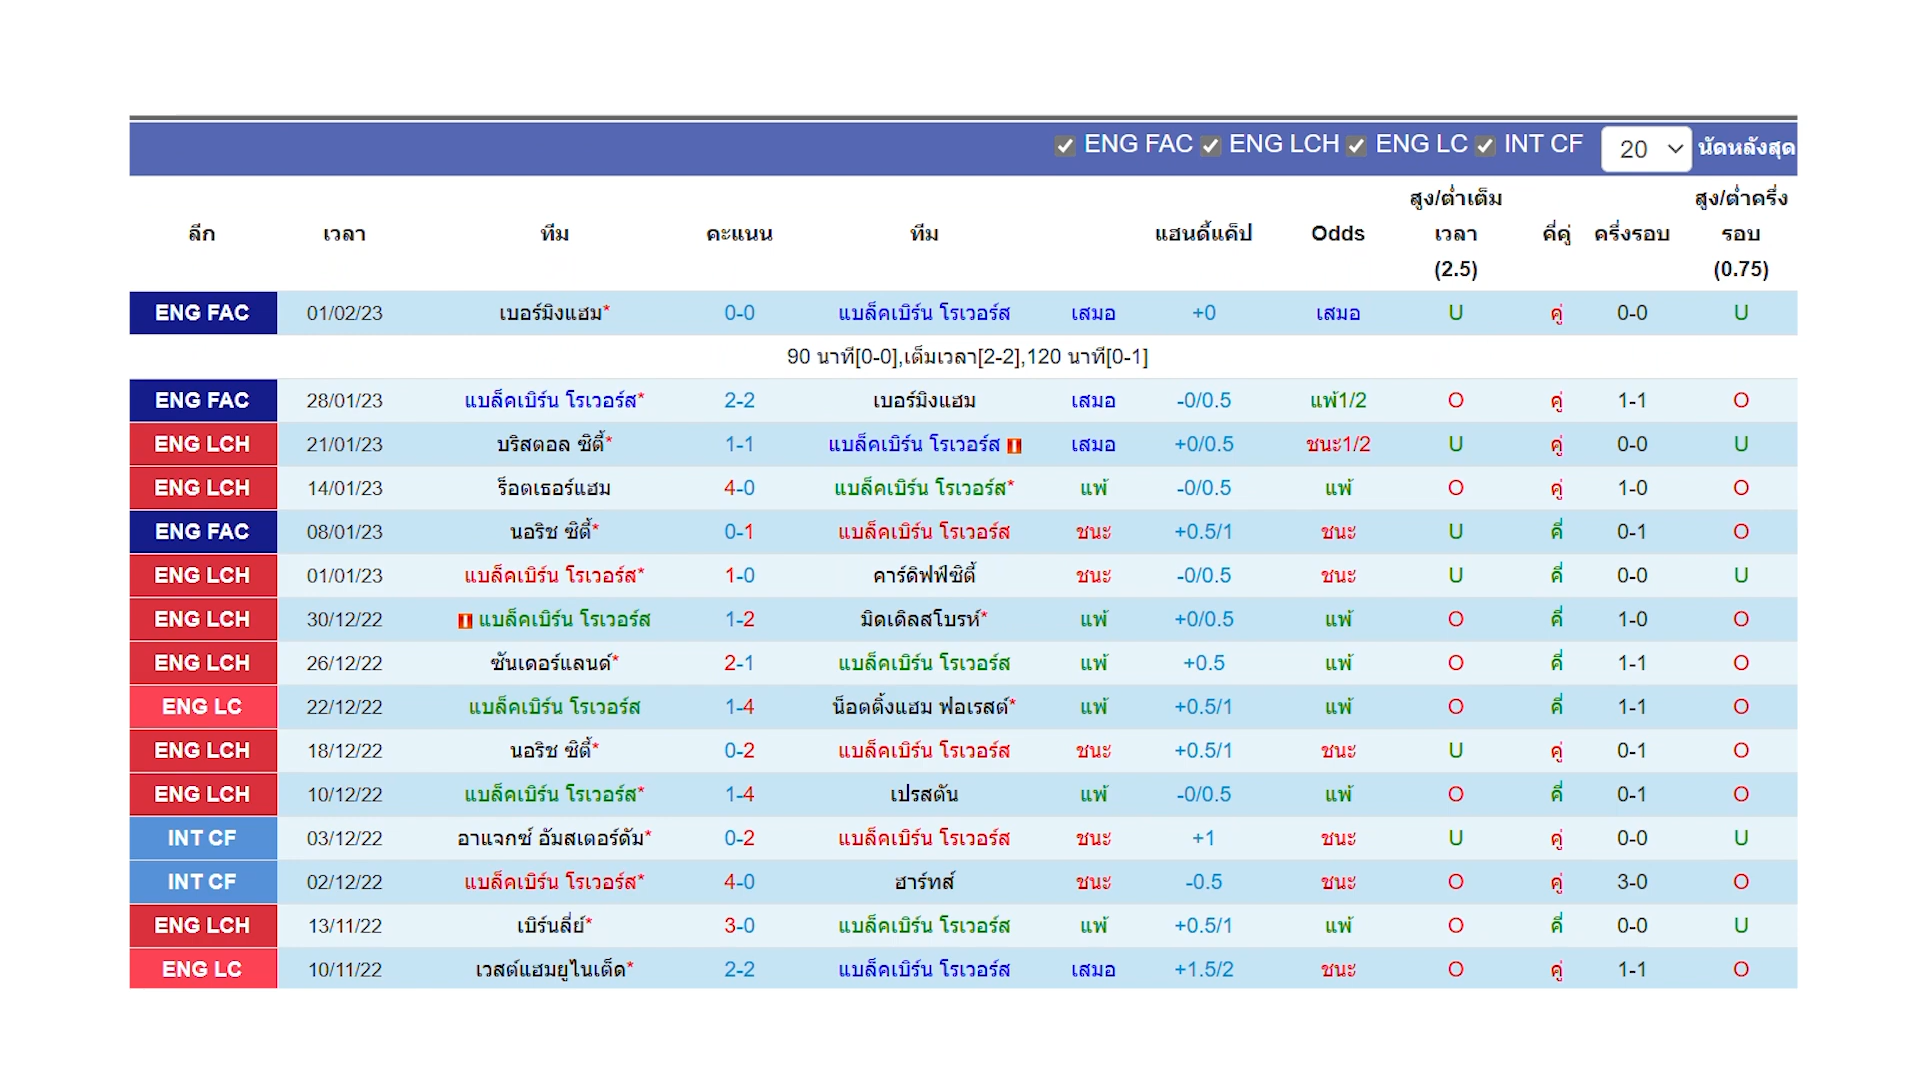 ENG FAC ENG LCH ENG LC INT CF 20 นัดหลังสุด
ลีก เวลา ทีม คะแนน ทีม แฮนดี้แค็ป Odds สูง/ต่ำเต็มเวลา (2.5) คี่คู่ ครึ่งรอบ สูง/ต่ำครึ่งรอบ (0.75)
ENG FAC 01/02/23 เบอร์มิงแฮม* 0-0 แบล็คเบิร์น โรเวอร์ส เสมอ +0 เสมอ U คู่ 0-0 U
90 นาที[0-0],เต็มเวลา[2-2],120 นาที[0-1]
ENG FAC 28/01/23 แบล็คเบิร์น โรเวอร์ส* 2-2 เบอร์มิงแฮม เสมอ -0/0.5 แพ้1/2 O คู่ 1-1 O
ENG LCH 21/01/23 บริสตอล ซิตี้* 1-1 แบล็คเบิร์น โรเวอร์ส เสมอ +0/0.5 ชนะ1/2 U คู่ 0-0 U
ENG LCH 14/01/23 ร็อตเธอร์แฮม 4-0 แบล็คเบิร์น โรเวอร์ส* แพ้ -0/0.5 แพ้ O คู่ 1-0 O
ENG FAC 08/01/23 นอริช ซิตี้* 0-1 แบล็คเบิร์น โรเวอร์ส ชนะ +0.5/1 ชนะ U คี่ 0-1 O
ENG LCH 01/01/23 แบล็คเบิร์น โรเวอร์ส* 1-0 คาร์ดิฟฟ์ซิตี้ ชนะ -0/0.5 ชนะ U คี่ 0-0 U
ENG LCH 30/12/22 แบล็คเบิร์น โรเวอร์ส 1-2 มิดเดิลสโบรห์* แพ้ +0/0.5 แพ้ O คี่ 1-0 O
ENG LCH 26/12/22 ซันเดอร์แลนด์* 2-1 แบล็คเบิร์น โรเวอร์ส แพ้ +0.5 แพ้ O คี่ 1-1 O
ENG LC 22/12/22 แบล็คเบิร์น โรเวอร์ส 1-4 น็อตติ้งแฮม ฟอเรสต์* แพ้ +0.5/1 แพ้ O คี่ 1-1 O
ENG LCH 18/12/22 นอริช ซิตี้* 0-2 แบล็คเบิร์น โรเวอร์ส ชนะ +0.5/1 ชนะ U คู่ 0-1 O
ENG LCH 10/12/22 แบล็คเบิร์น โรเวอร์ส* 1-4 เปรสตัน แพ้ -0/0.5 แพ้ O คี่ 0-1 O
INT CF 03/12/22 อาแจกซ์ อัมสเตอร์ดัม* 0-2 แบล็คเบิร์น โรเวอร์ส ชนะ +1 ชนะ U คู่ 0-0 U
INT CF 02/12/22 แบล็คเบิร์น โรเวอร์ส* 4-0 ฮาร์ทส์ ชนะ -0.5 ชนะ O คู่ 3-0 O
ENG LCH 13/11/22 เบิร์นลี่ย์* 3-0 แบล็คเบิร์น โรเวอร์ส แพ้ +0.5/1 แพ้ O คี่ 0-0 U
ENG LC 10/11/22 เวสต์แฮมยูไนเต็ด* 2-2 แบล็คเบิร์น โรเวอร์ส เสมอ +1.5/2 ชนะ O คู่ 1-1 O